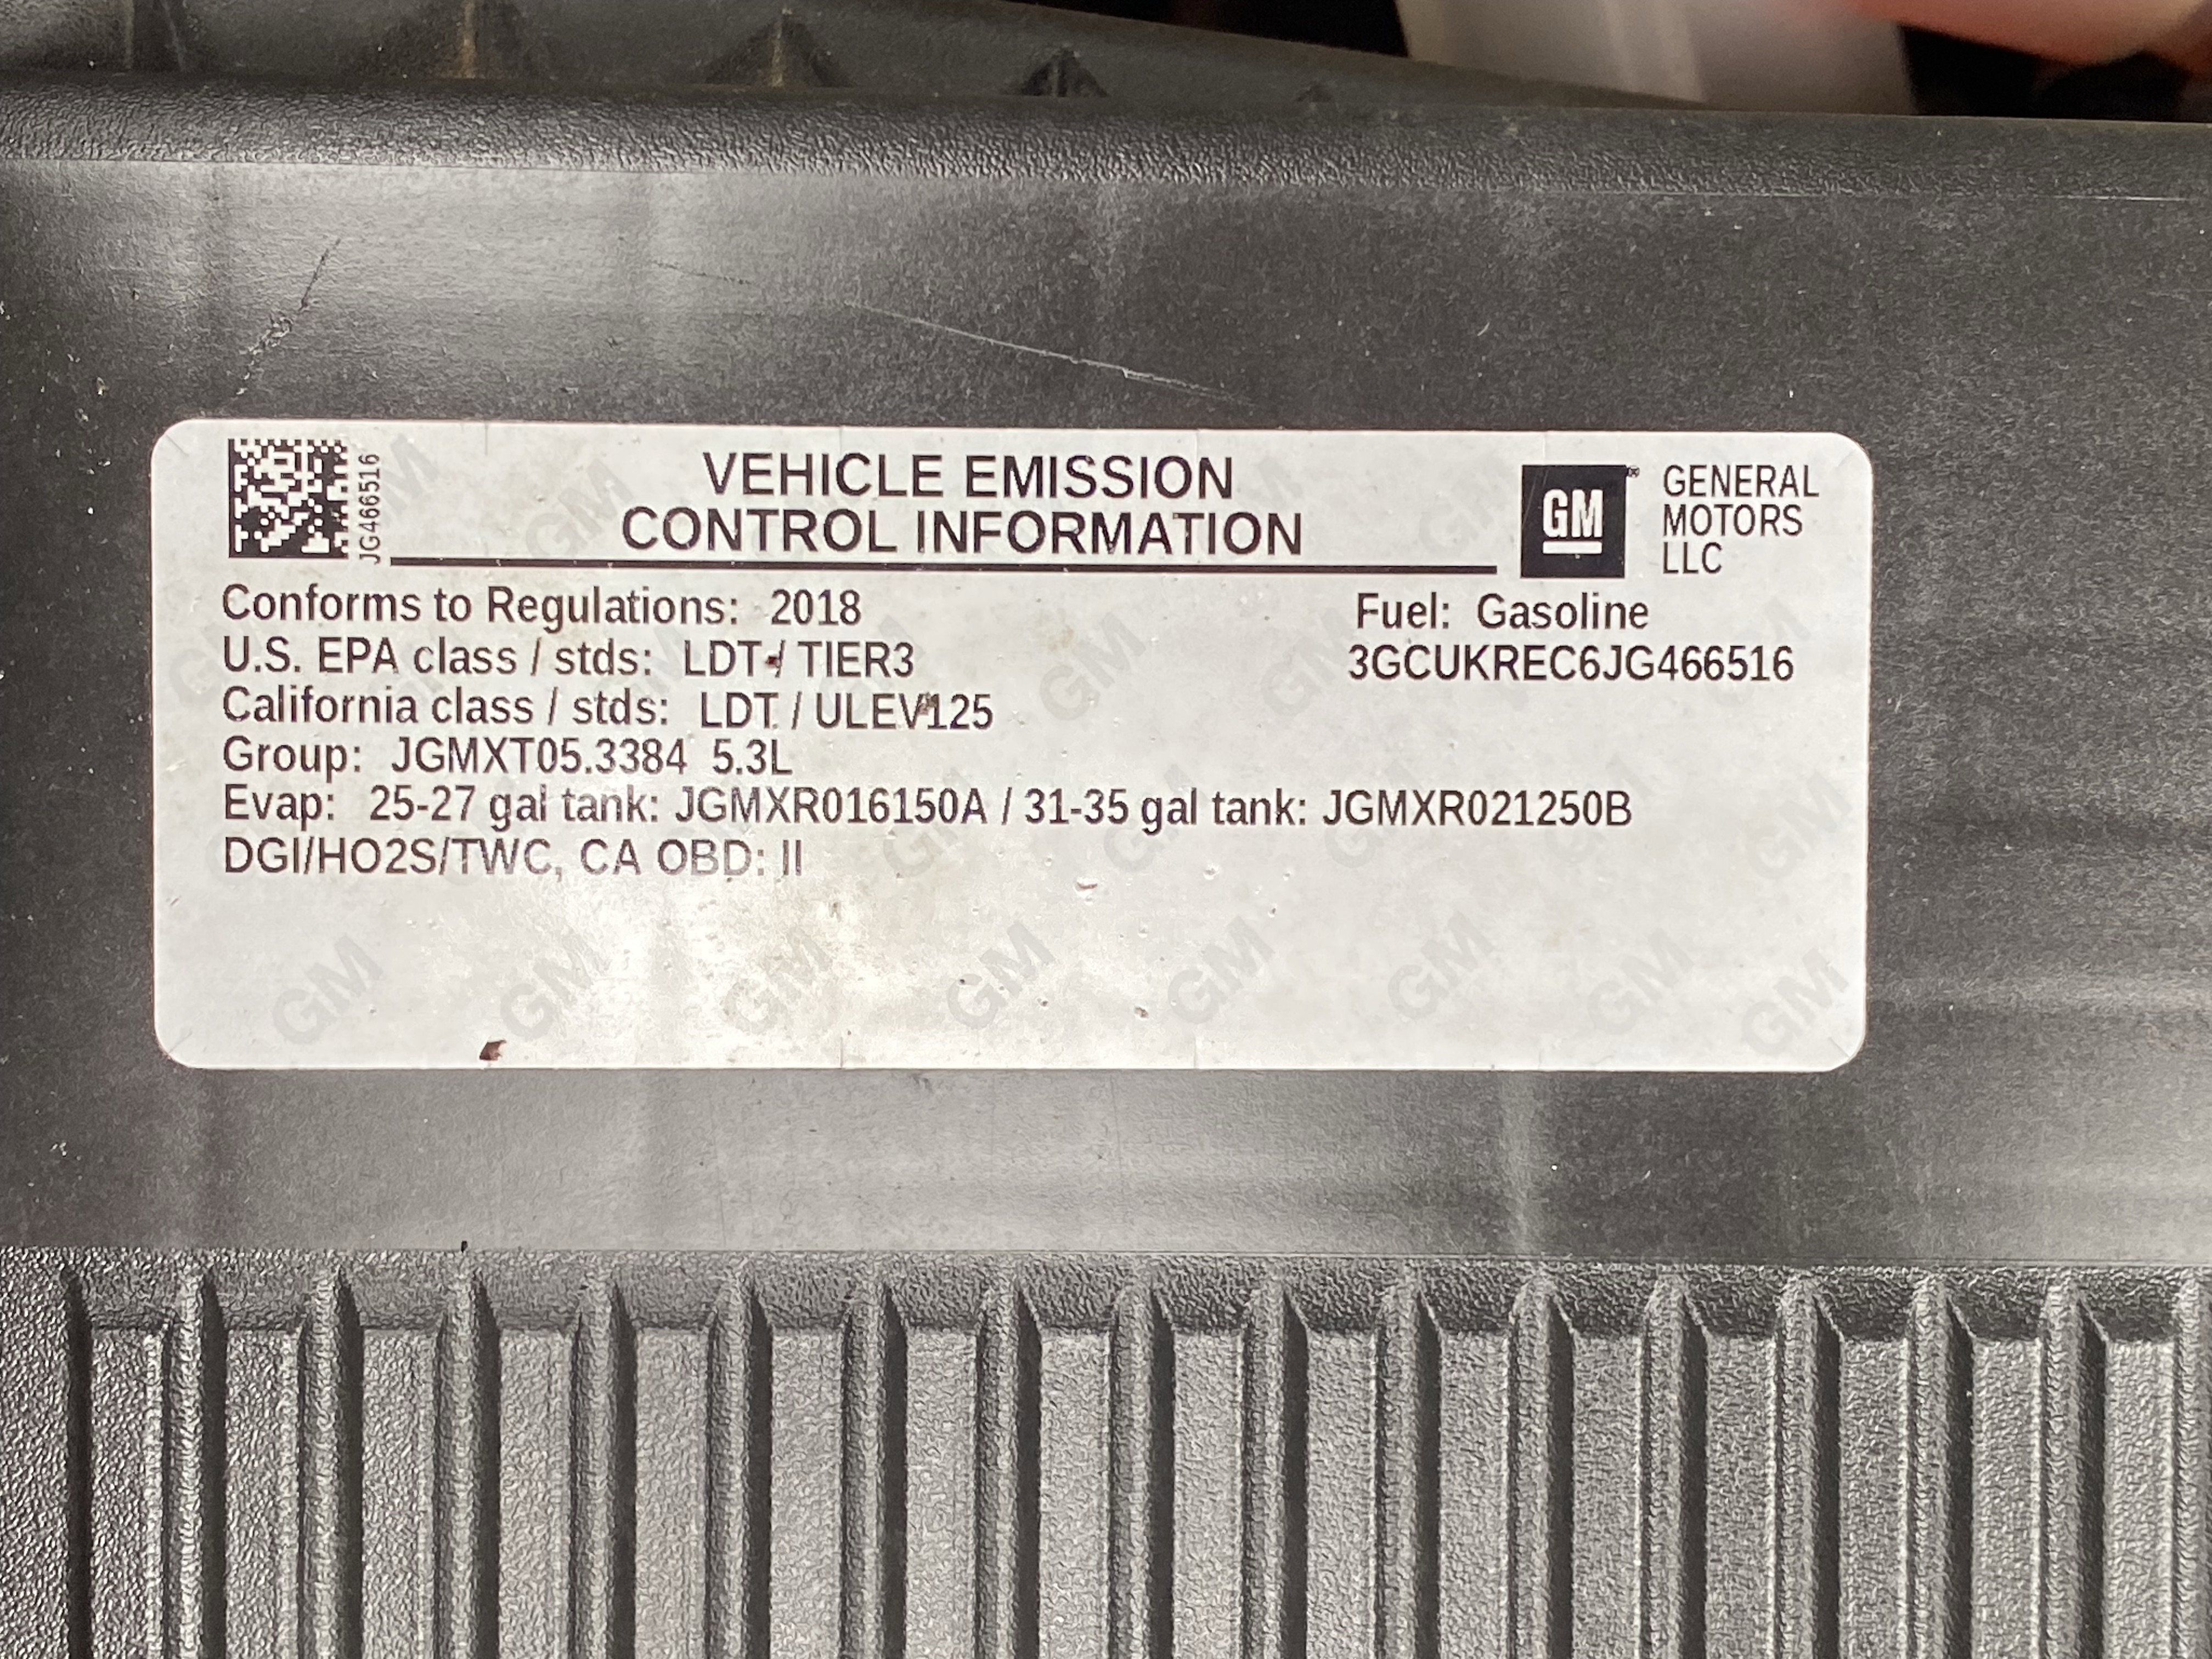 JG466516
VEHICLE EMISSION
CONTROL INFORMATION
GM
GENERAL
MOTORS
LLC
Conforms to Regulations: 2018
Fuel: Gasoline
U.S. EPA class / stds: LDT / TIER3
3GCUKREC6JG466516
California class / stds: LDT / ULEV125
Group: JGMXT05.3384 5.3L
Evap: 25-27 gal tank: JGMXR016150A / 31-35 gal tank: JGMXR021250B
DGI/HO2S/TWC, CA OBD: II